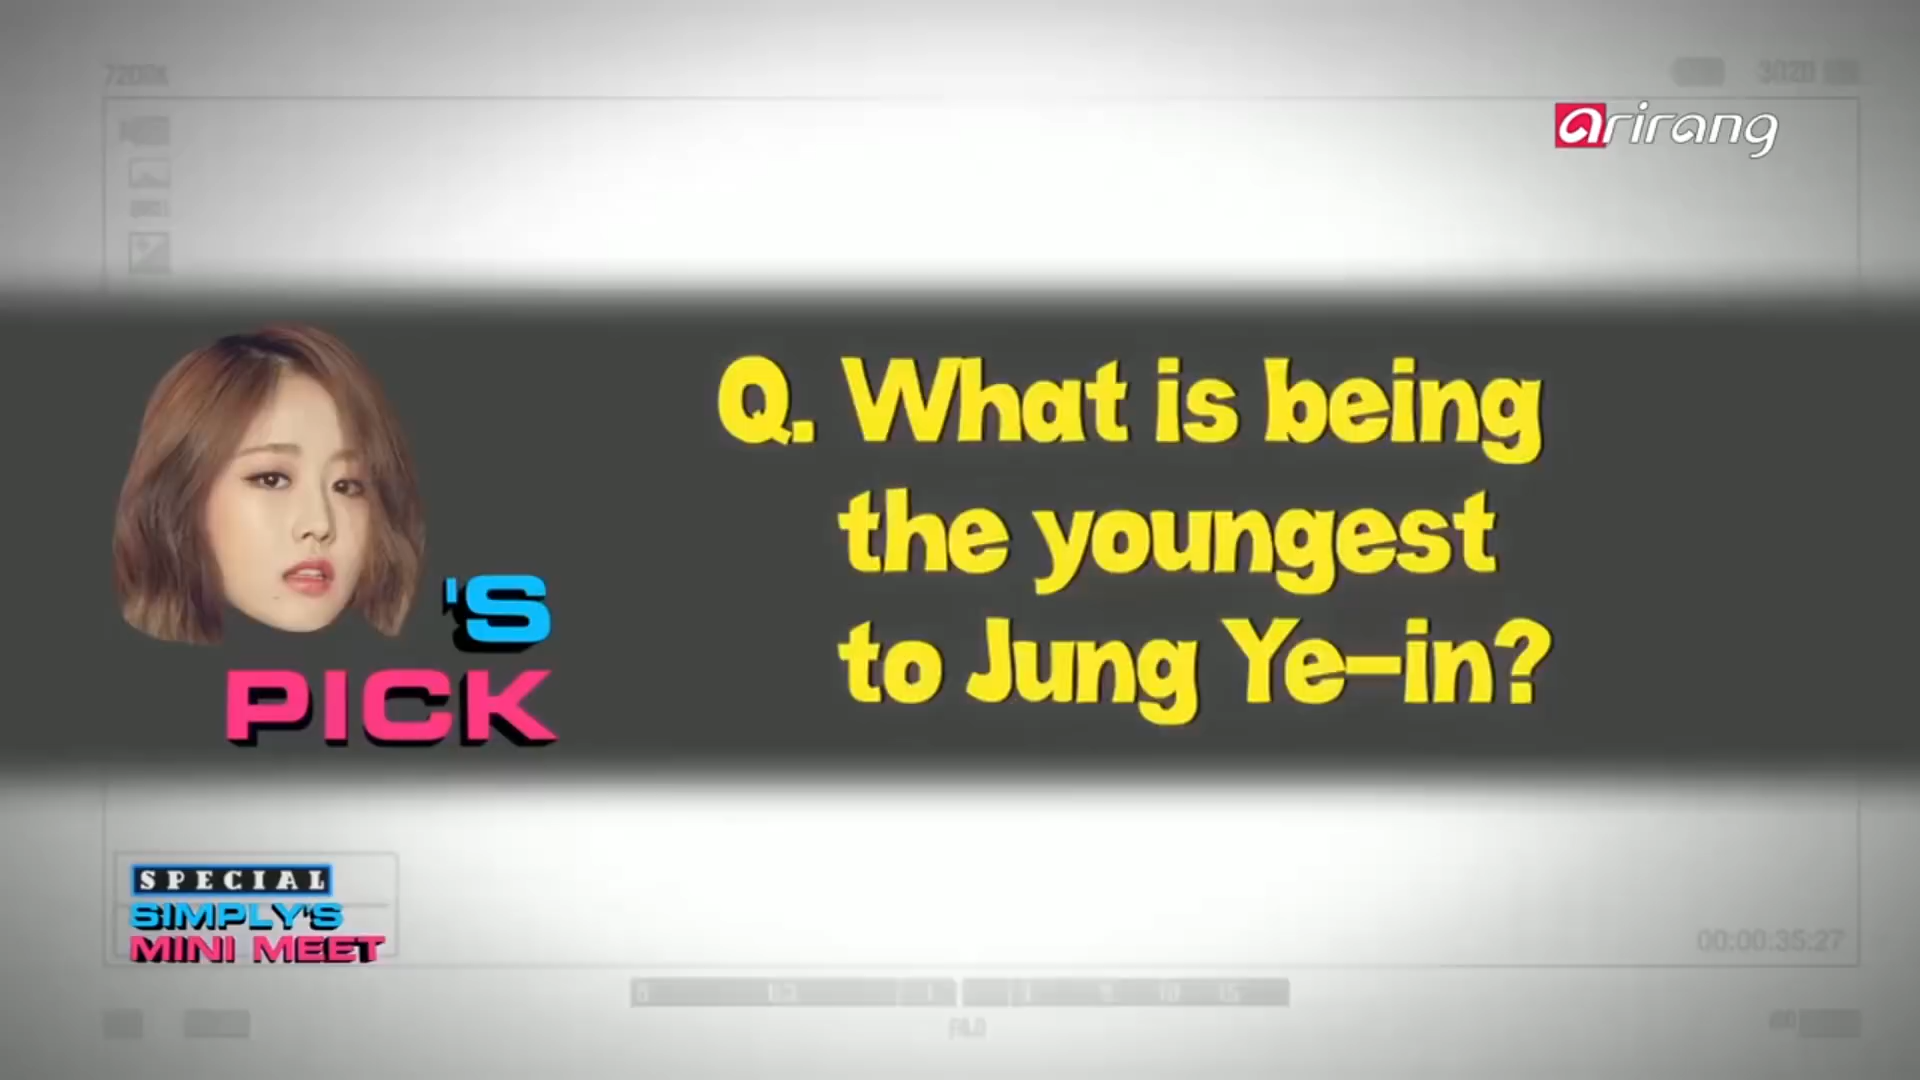 arirang
Q. What is being
the youngest
to Jung Ye-in?
'S
PICK
SPECIAL
SIMPLY'S
MINI MEET
00:00:35:27